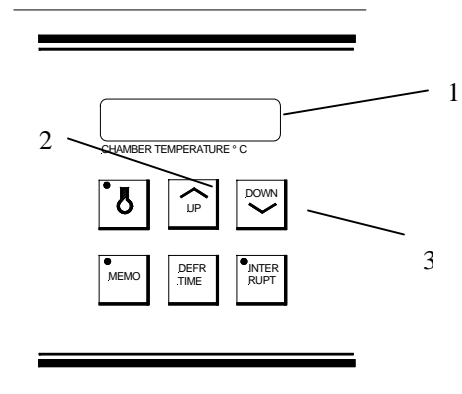 1
2
CHAMBER TEMPERATURE ° C
UP
DOWN
3
MEMO
DEFR
TIME
INTER
RUPT